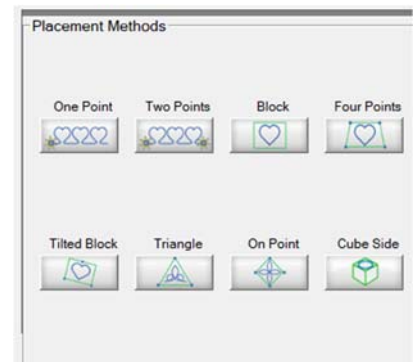 Placement Methods
One Point Two Points Block Four Points
Tilted Block Triangle On Point Cube Side